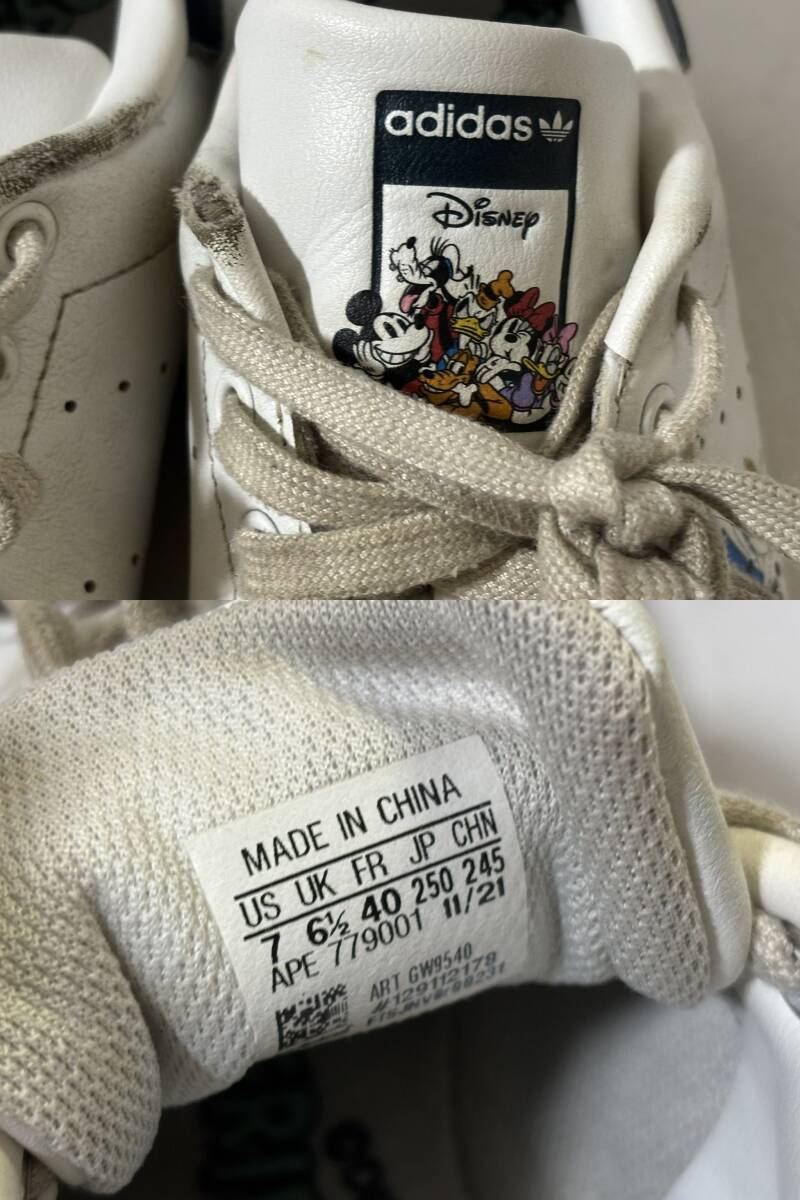 adidas
Disney
MADE IN CHINA
US UK FR JP CHN
7 6½ 40 250 245
APE 779001 11/21
ART GW9540